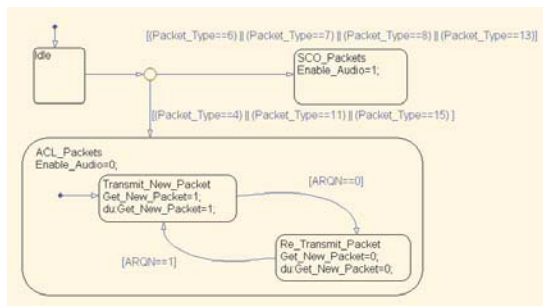 [(Packet_Type==6) || (Packet_Type==7) || (Packet_Type==8) || (Packet_Type==13)]
Idle
SCO_Packets
Enable_Audio=1;
[(Packet_Type==4) || (Packet_Type==11) || (Packet_Type==15) ]
ACL_Packets
Enable_Audio=0;
Transmit_New_Packet
Get_New_Packet=1;
du:Get_New_Packet=1;
[ARQN==0]
Re_Transmit_Packet
Get_New_Packet=0;
du:Get_New_Packet=0;
[ARQN==1]